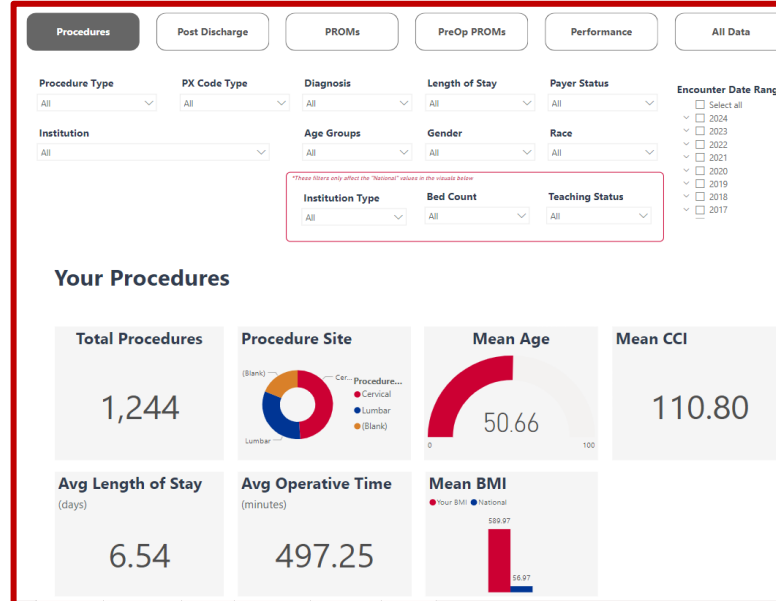 Procedures Post Discharge PROMs PreOp PROMs Performance All Data
Procedure Type PX Code Type Diagnosis Length of Stay Payer Status
All All All All All
Encounter Date Rang
Select all
2024
2023
2022
2021
2020
2019
2018
2017
Institution Age Groups Gender Race
All All All All
*These filters only affect the "National" values in the visuals below
Institution Type Bed Count Teaching Status
All All All
Your Procedures
Total Procedures
1,244
Procedure Site
(Blank)
Cer...
Lumbar
Procedure...
Cervical
Lumbar
(Blank)
Mean Age
50.66
0 100
Mean CCI
110.80
Avg Length of Stay
(days)
6.54
Avg Operative Time
(minutes)
497.25
Mean BMI
Your BMI National
589.97
56.97